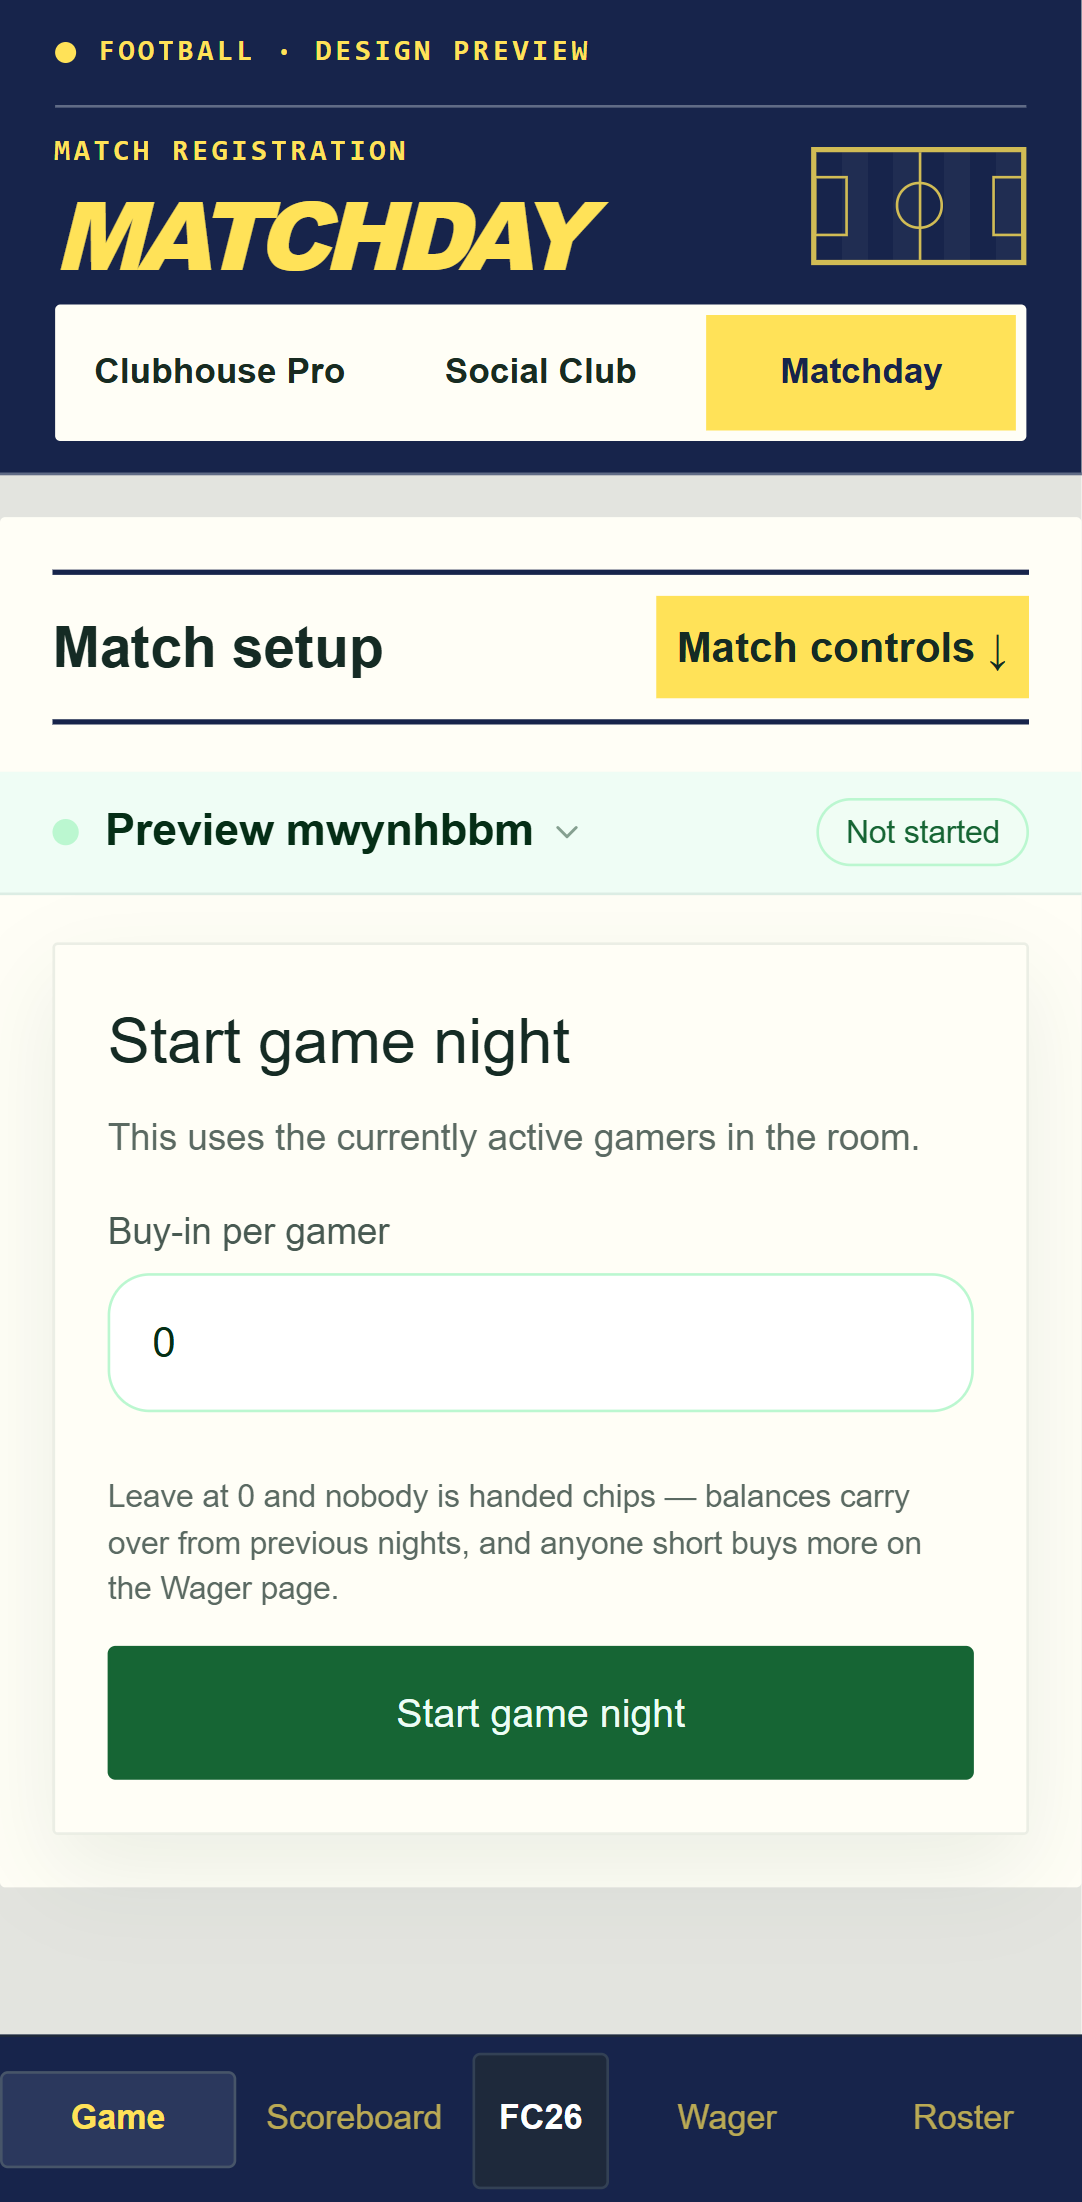 FOOTBALL · DESIGN PREVIEW
MATCH REGISTRATION
MATCHDAY
Clubhouse Pro
Social Club
Matchday
Match setup
Match controls ↓
Preview mwynhbbm
Not started
Start game night
This uses the currently active gamers in the room.
Buy-in per gamer
0
Leave at 0 and nobody is handed chips — balances carry
over from previous nights, and anyone short buys more on
the Wager page.
Start game night
Game
Scoreboard
FC26
Wager
Roster